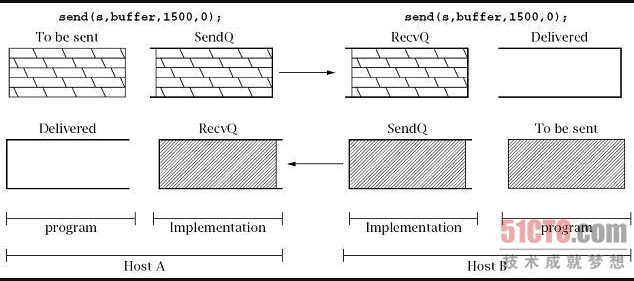 send(s,buffer,1500,0); send(s,buffer,1500,0);
To be sent SendQ RecvQ Delivered
Delivered RecvQ SendQ To be sent
program Implementation Implementation program
Host A Host B
51CTO.com
技术成就梦想